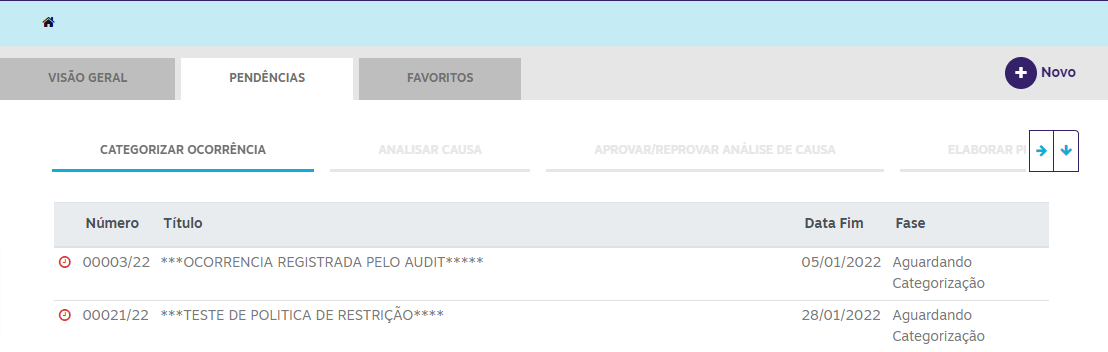 VISÃO GERAL PENDÊNCIAS FAVORITOS Novo
CATEGORIZAR OCORRÊNCIA ANALISAR CAUSA APROVAR/REPROVAR ANÁLISE DE CAUSA ELABORAR
Número Título Data Fim Fase
00003/22 ***OCORRENCIA REGISTRADA PELO AUDIT***** 05/01/2022 Aguardando
Categorização
00021/22 ***TESTE DE POLITICA DE RESTRIÇÃO**** 28/01/2022 Aguardando
Categorização